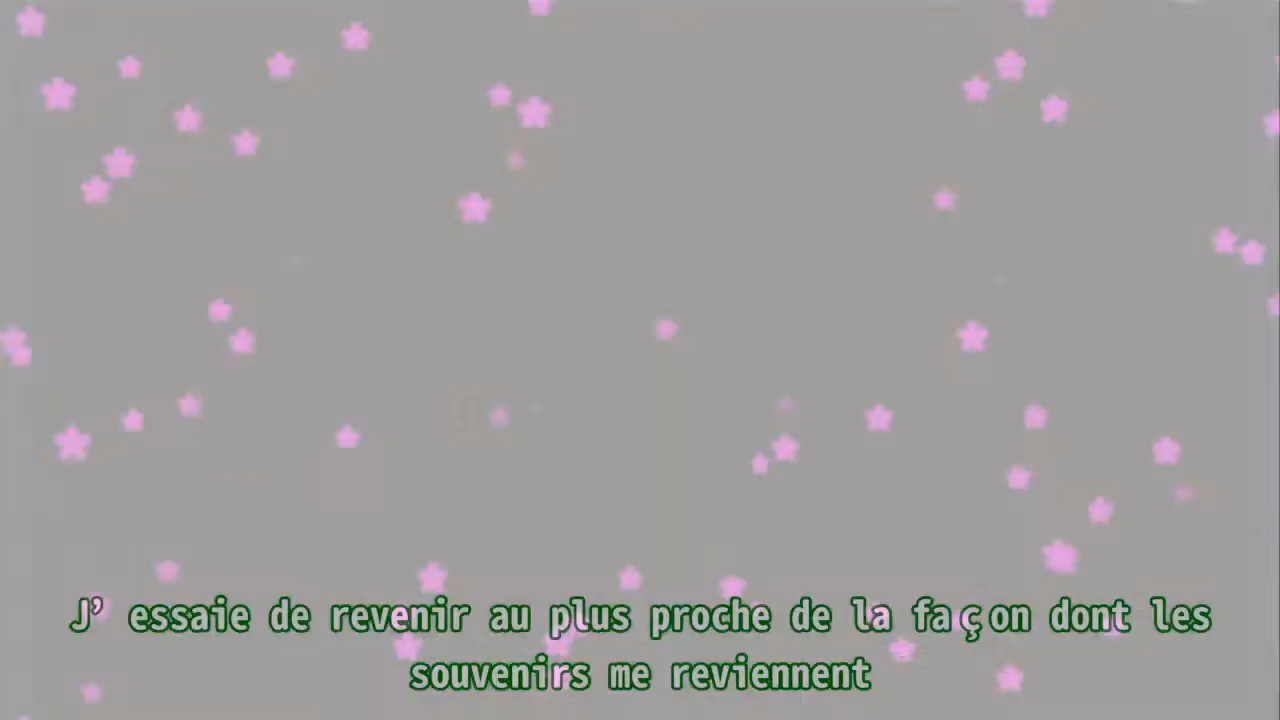 J’ essaie de revenir au plus proche de la façon dont les
souvenirs me reviennent